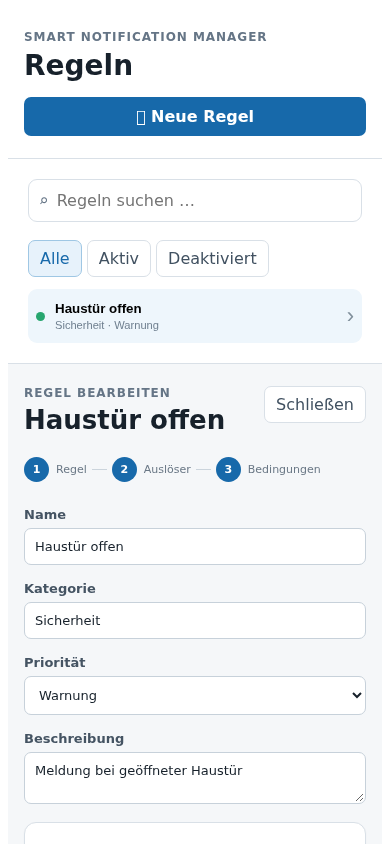 SMART NOTIFICATION MANAGER
Regeln
Neue Regel
Regeln suchen …
Alle Aktiv Deaktiviert
Haustür offen
Sicherheit · Warnung
REGEL BEARBEITEN
Haustür offen
Schließen
1 Regel 2 Auslöser 3 Bedingungen
Name
Haustür offen
Kategorie
Sicherheit
Priorität
Warnung
Beschreibung
Meldung bei geöffneter Haustür